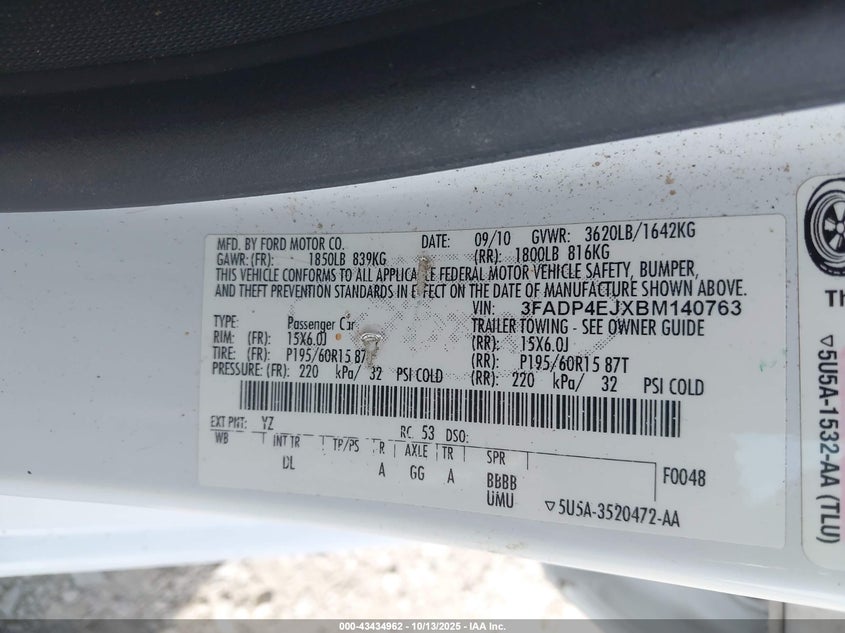 MFD. BY FORD MOTOR CO. DATE: 09/10 GVWR: 3620LB/1642KG
GAWR: (FR): 1850LB 839KG (RR): 1800LB 816KG
THIS VEHICLE CONFORMS TO ALL APPLICABLE FEDERAL MOTOR VEHICLE SAFETY, BUMPER,
AND THEFT PREVENTION STANDARDS IN EFFECT ON THE DATE OF MANUFACTURE SHOWN ABOVE.
VIN: 3FADP4EJXBM140763
TYPE: Passenger Car TRAILER TOWING - SEE OWNER GUIDE
RIM: (FR): 15X6.0J (RR): 15X6.0J
TIRE: (FR): P195/60R15 87T (RR): P195/60R15 87T
PRESSURE: (FR): 220 kPa/ 32 PSI COLD (RR): 220 kPa/ 32 PSI COLD
EXT PNT: YZ RC: 53 DSO:
WB INT TR TP/PS R AXLE TR SPR
DL A GG A BBBB F0048
UMU ▽5U5A-3520472-AA
Th
▽5U5A-1532-AA (TLU)
000-43434962 - 10/13/2025 - IAA Inc.